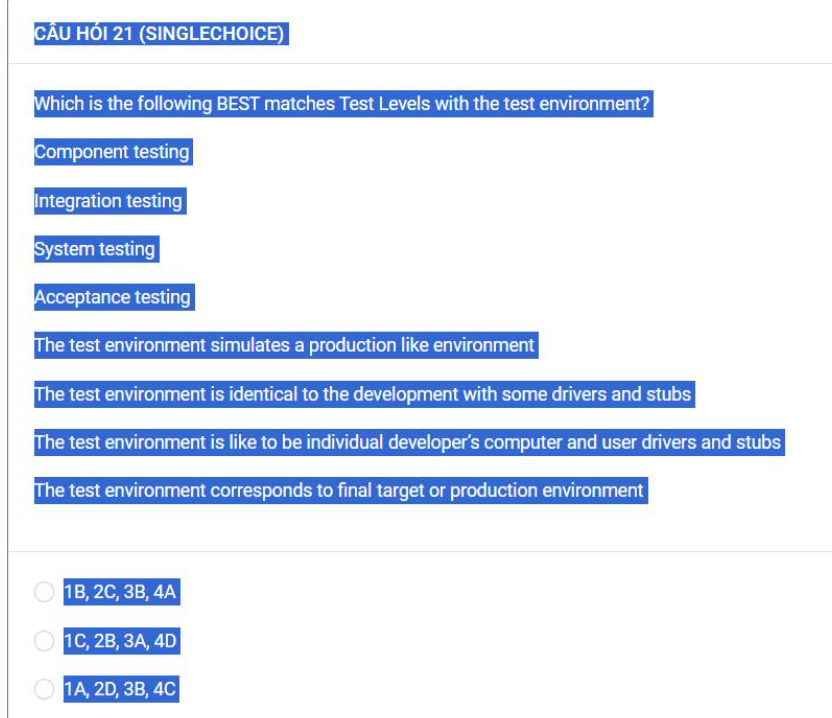 CÂU HỎI 21 (SINGLECHOICE)
Which is the following BEST matches Test Levels with the test environment?
Component testing
Integration testing
System testing
Acceptance testing
The test environment simulates a production like environment
The test environment is identical to the development with some drivers and stubs
The test environment is like to be individual developer's computer and user drivers and stubs
The test environment corresponds to final target or production environment
1B, 2C, 3B, 4A
1C, 2B, 3A, 4D
1A, 2D, 3B, 4C